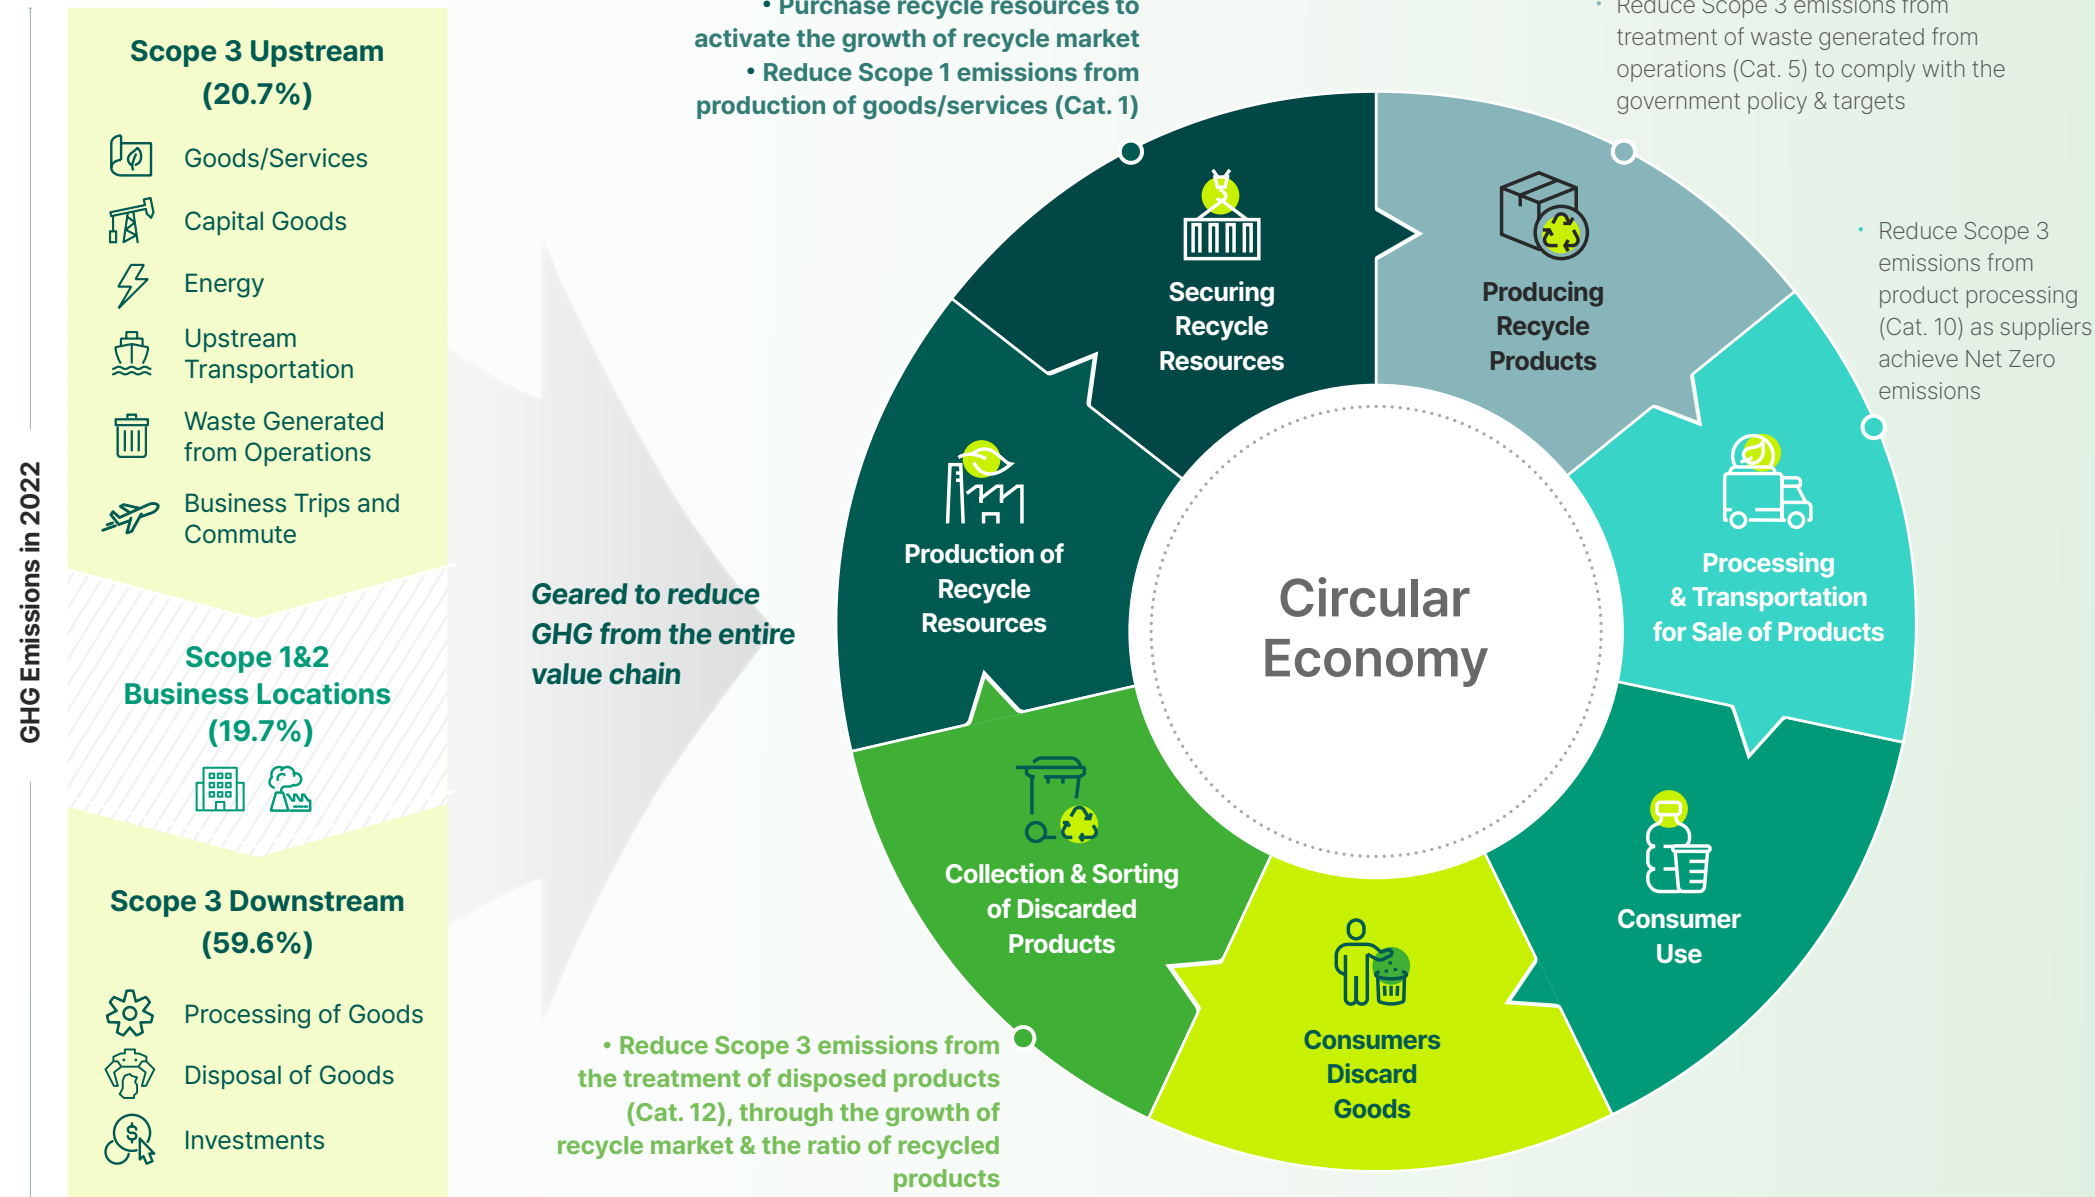 GHG Emissions in 2022
Scope 3 Upstream
(20.7%)
Goods/Services
Capital Goods
Energy
Upstream
Transportation
Waste Generated
from Operations
Business Trips and
Commute
Scope 1&2
Business Locations
(19.7%)
Scope 3 Downstream
(59.6%)
Processing of Goods
Disposal of Goods
Investments
Geared to reduce
GHG from the entire
value chain
• Purchase recycle resources to
activate the growth of recycle market
• Reduce Scope 1 emissions from
production of goods/services (Cat. 1)
• Reduce Scope 3 emissions from
treatment of waste generated from
operations (Cat. 5) to comply with the
government policy & targets
• Reduce Scope 3
emissions from
product processing
(Cat. 10) as suppliers
achieve Net Zero
emissions
Securing
Recycle
Resources
Producing
Recycle
Products
Processing
& Transportation
for Sale of Products
Consumer
Use
Consumers
Discard
Goods
Collection & Sorting
of Discarded
Products
Production of
Recycle
Resources
Circular
Economy
• Reduce Scope 3 emissions from
the treatment of disposed products
(Cat. 12), through the growth of
recycle market & the ratio of recycled
products